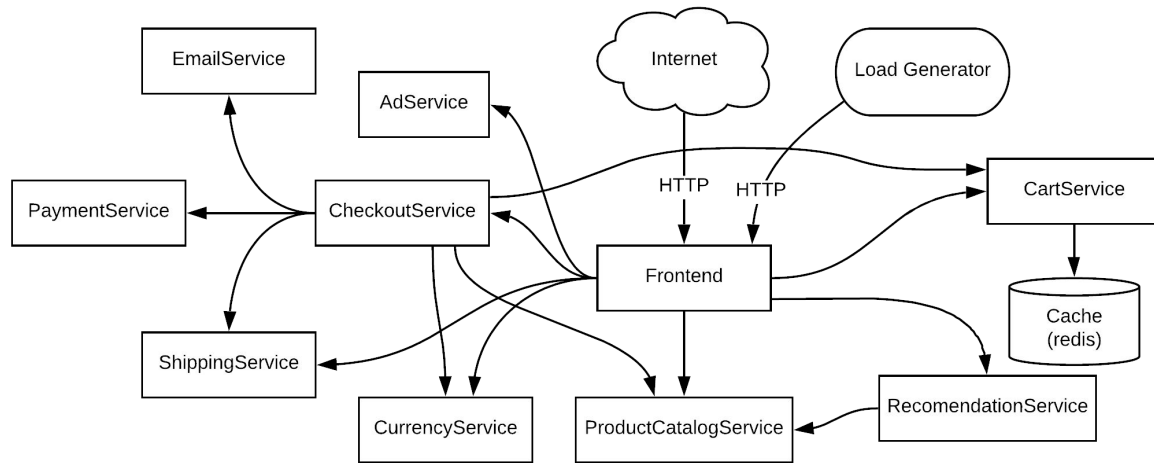 EmailService
Internet
Load Generator
AdService
HTTP
HTTP
PaymentService
CheckoutService
CartService
Frontend
Cache
(redis)
ShippingService
CurrencyService
ProductCatalogService
RecomendationService